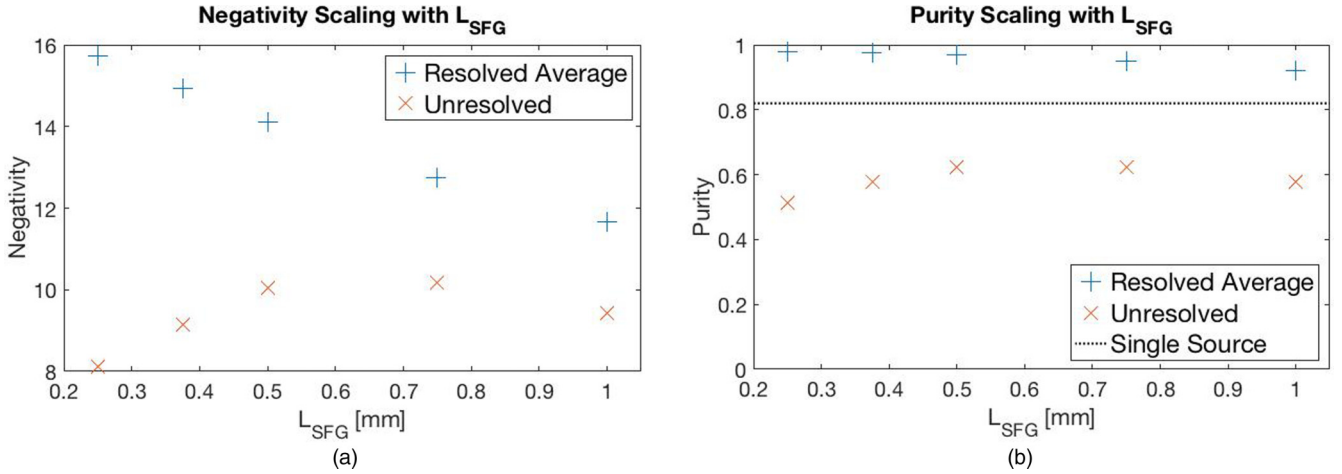 Negativity Scaling with L_SFG
16
14
12
10
8
Negativity
Resolved Average
Unresolved
0.2 0.3 0.4 0.5 0.6 0.7 0.8 0.9 1
L_SFG [mm]
(a)
Purity Scaling with L_SFG
1
0.8
0.6
0.4
0.2
0
Purity
Resolved Average
Unresolved
Single Source
0.2 0.3 0.4 0.5 0.6 0.7 0.8 0.9 1
L_SFG [mm]
(b)